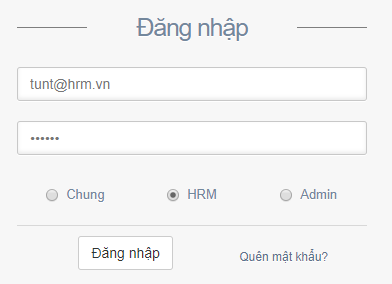 Đăng nhập
tunt@hrm.vn
••••••
Chung HRM Admin
Đăng nhập Quên mật khẩu?